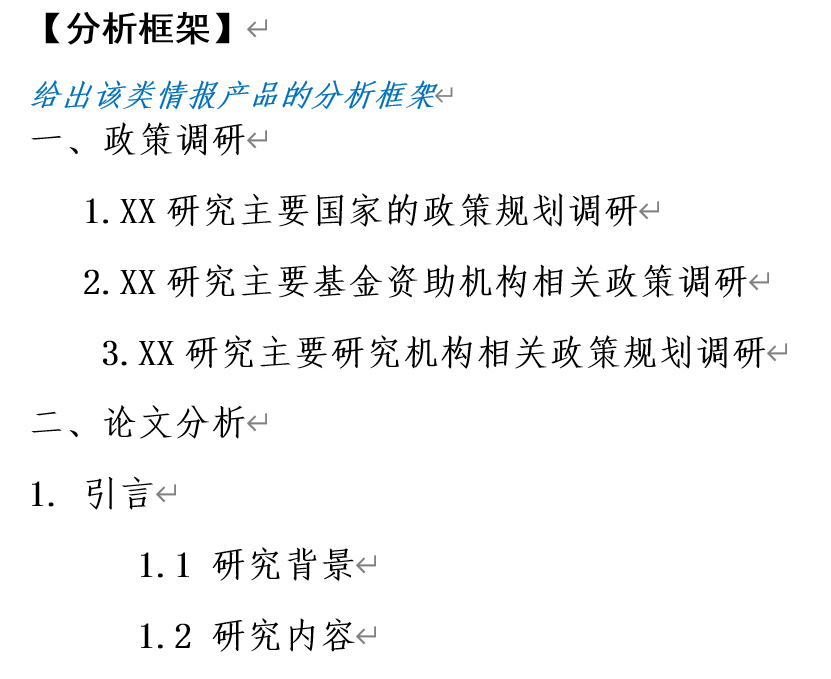 【分析框架】
给出该类情报产品的分析框架
一、政策调研
1.XX 研究主要国家的政策规划调研
2.XX 研究主要基金资助机构相关政策调研
3.XX 研究主要研究机构相关政策规划调研
二、论文分析
1. 引言
1.1 研究背景
1.2 研究内容